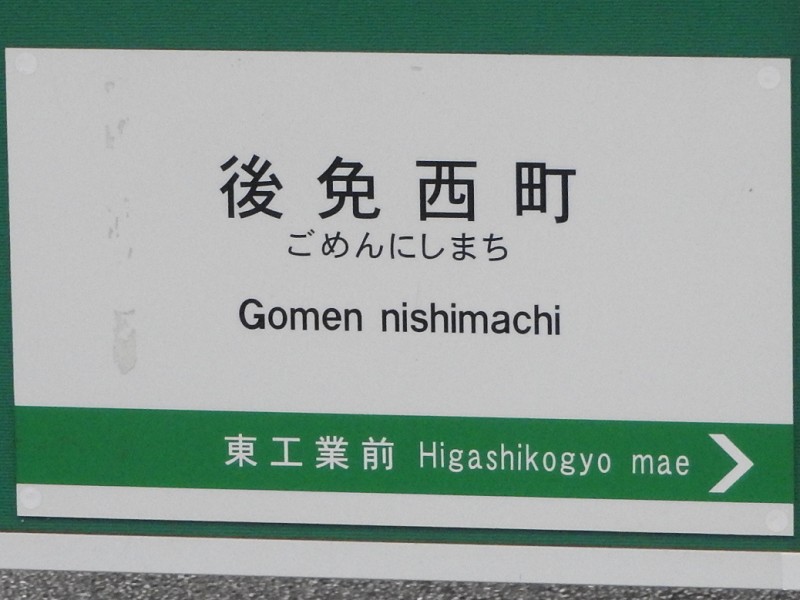 後免西町
ごめんにしまち
Gomen nishimachi
東工業前 Higashikogyo mae